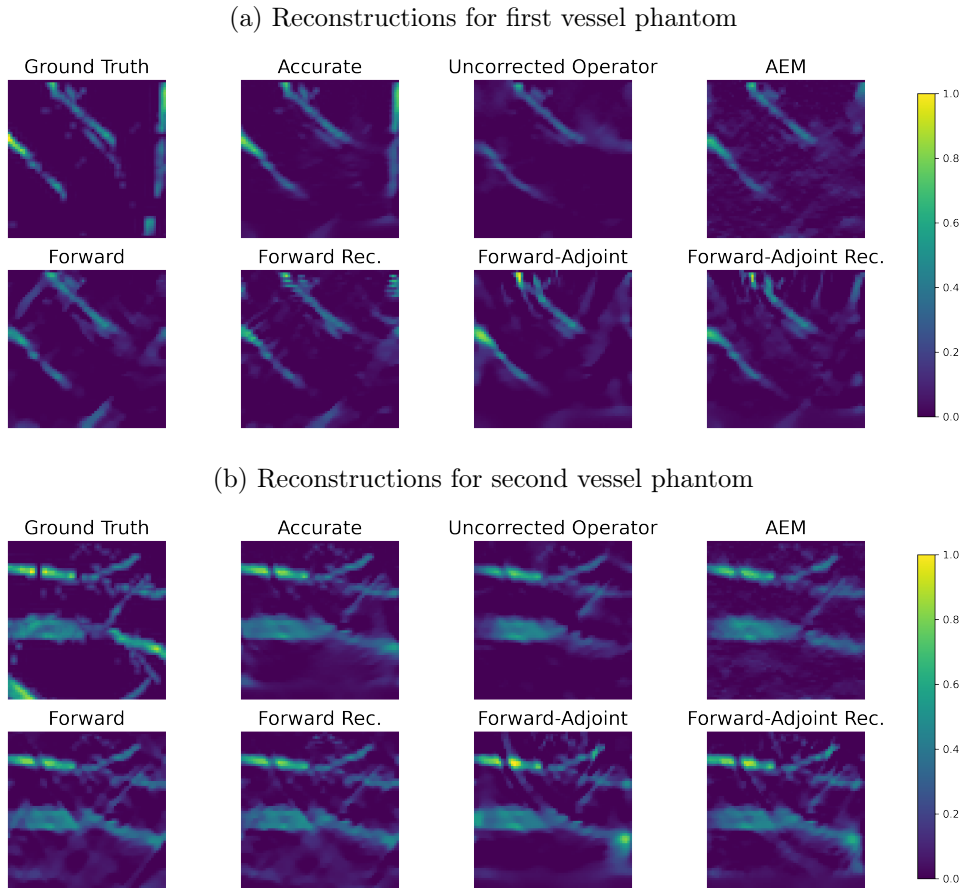 (a) Reconstructions for first vessel phantom
Ground Truth
Accurate
Uncorrected Operator
AEM
1.0
0.8
0.6
0.4
0.2
0.0
Forward
Forward Rec.
Forward-Adjoint
Forward-Adjoint Rec.
(b) Reconstructions for second vessel phantom
Ground Truth
Accurate
Uncorrected Operator
AEM
1.0
0.8
0.6
0.4
0.2
0.0
Forward
Forward Rec.
Forward-Adjoint
Forward-Adjoint Rec.